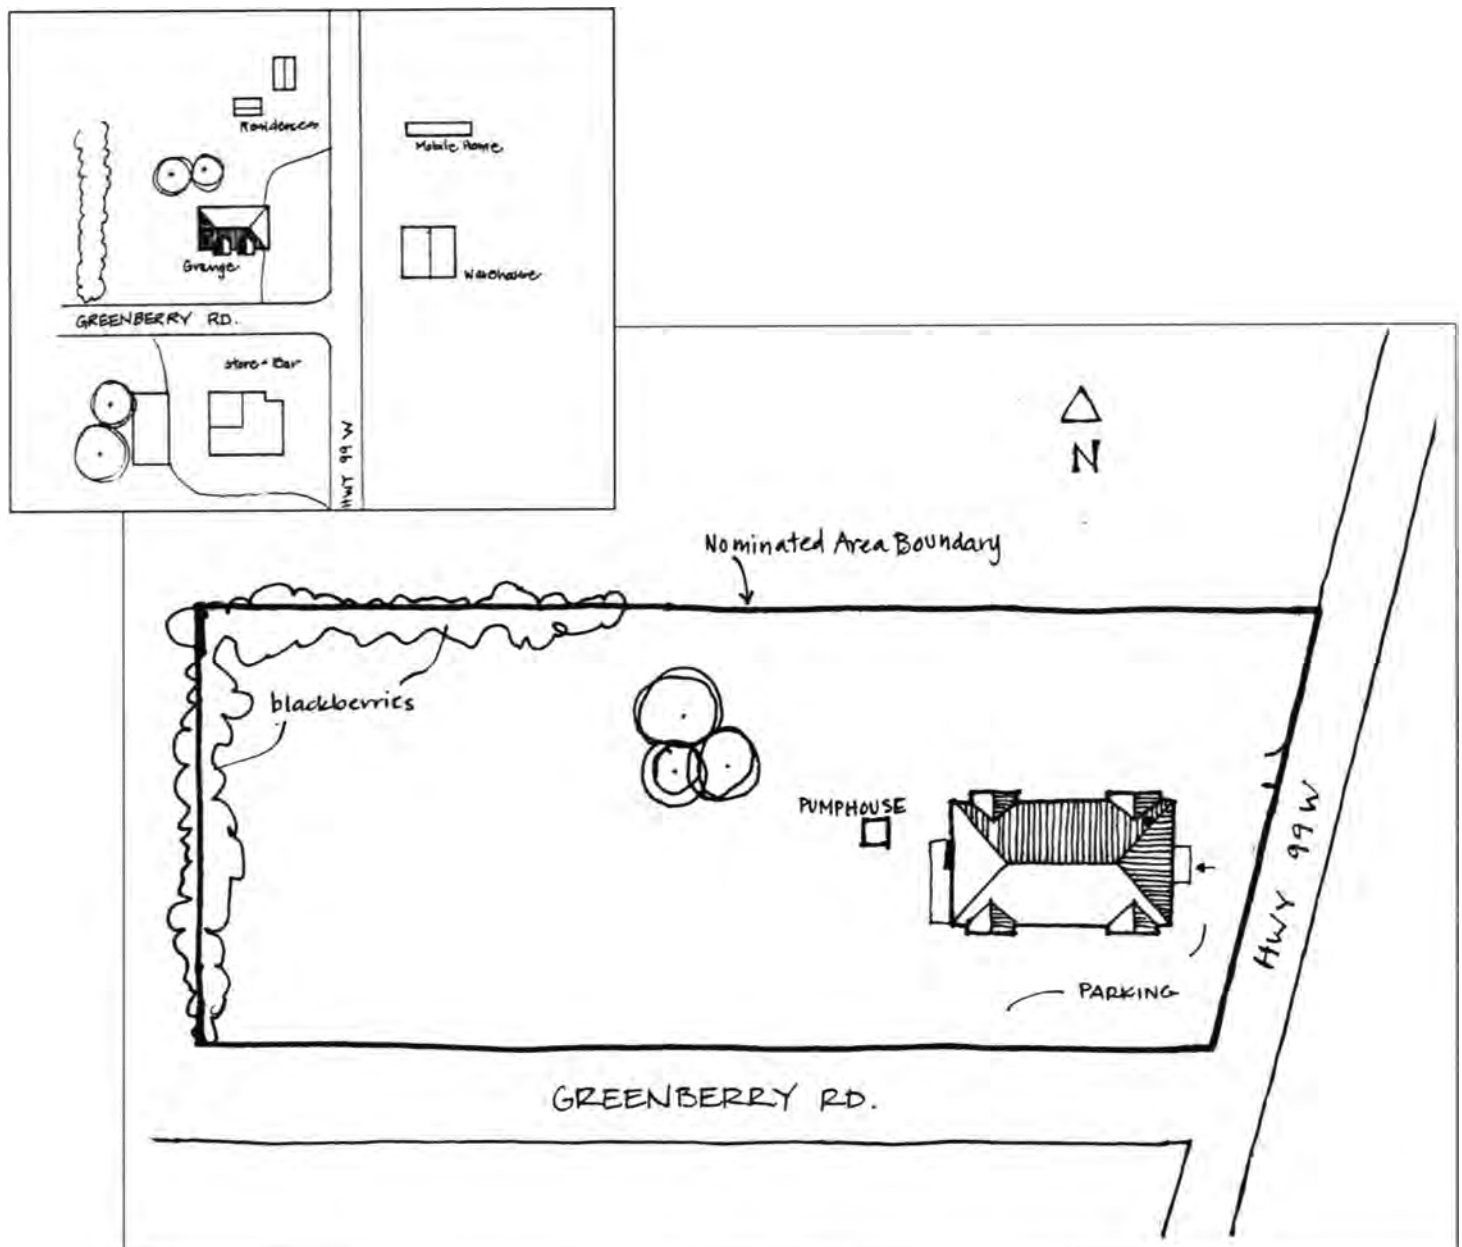 Residences
Mobile Home
Grange
Warehouse
GREENBERRY RD.
Store + Bar
HWY 99 W
N
Nominated Area Boundary
blackberries
PUMPHOUSE
HWY 99 W
PARKING
GREENBERRY RD.